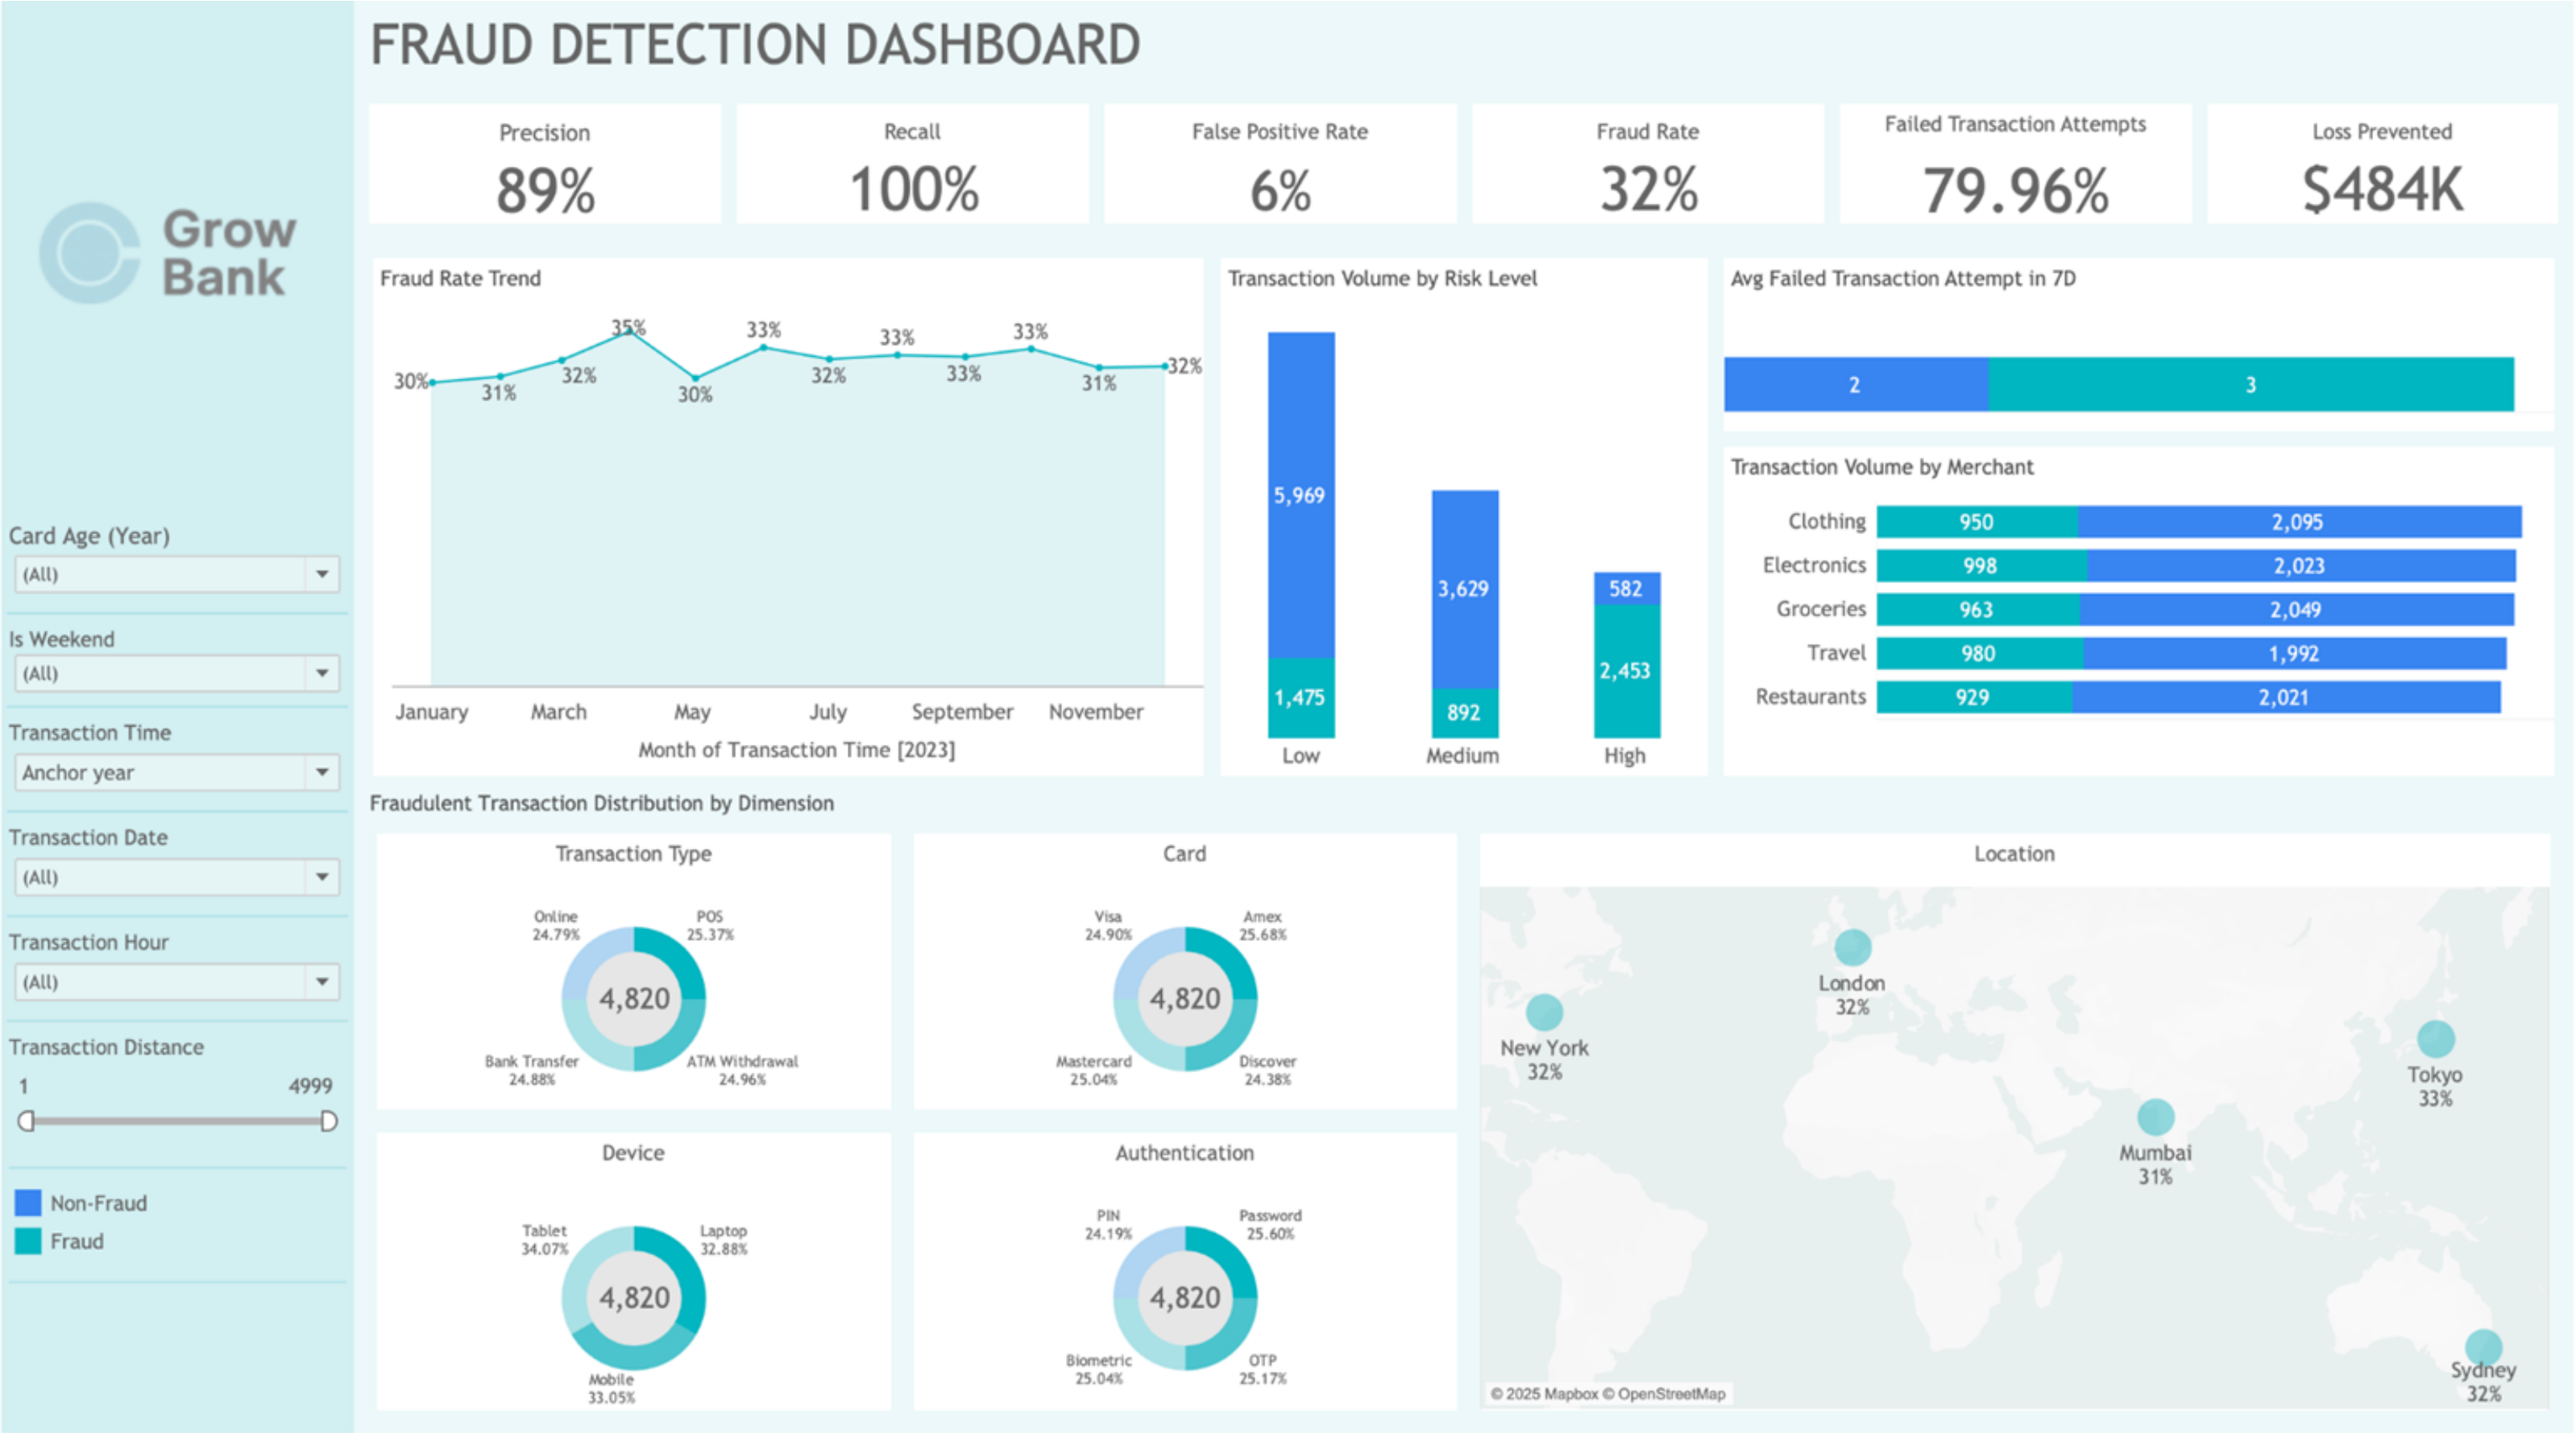 FRAUD DETECTION DASHBOARD
Grow
Bank
Precision
89%
Recall
100%
False Positive Rate
6%
Fraud Rate
32%
Failed Transaction Attempts
79.96%
Loss Prevented
$484K
Card Age (Year)
(All)
Is Weekend
(All)
Transaction Time
Anchor year
Transaction Date
(All)
Transaction Hour
(All)
Transaction Distance
1 4999
Non-Fraud
Fraud
Fraud Rate Trend
30%
31%
32%
35%
30%
33%
32%
33%
33%
33%
31%
32%
January March May July September November
Month of Transaction Time [2023]
Transaction Volume by Risk Level
5,969
1,475
3,629
892
582
2,453
Low Medium High
Avg Failed Transaction Attempt in 7D
2 3
Transaction Volume by Merchant
Clothing 950 2,095
Electronics 998 2,023
Groceries 963 2,049
Travel 980 1,992
Restaurants 929 2,021
Fraudulent Transaction Distribution by Dimension
Transaction Type
Online
24.79%
POS
25.37%
4,820
Bank Transfer
24.88%
ATM Withdrawal
24.96%
Card
Visa
24.90%
Amex
25.68%
4,820
Mastercard
25.04%
Discover
24.38%
Device
Tablet
34.07%
Laptop
32.88%
4,820
Mobile
33.05%
Authentication
PIN
24.19%
Password
25.60%
4,820
Biometric
25.04%
OTP
25.17%
Location
London
32%
New York
32%
Tokyo
33%
Mumbai
31%
Sydney
32%
© 2025 Mapbox © OpenStreetMap